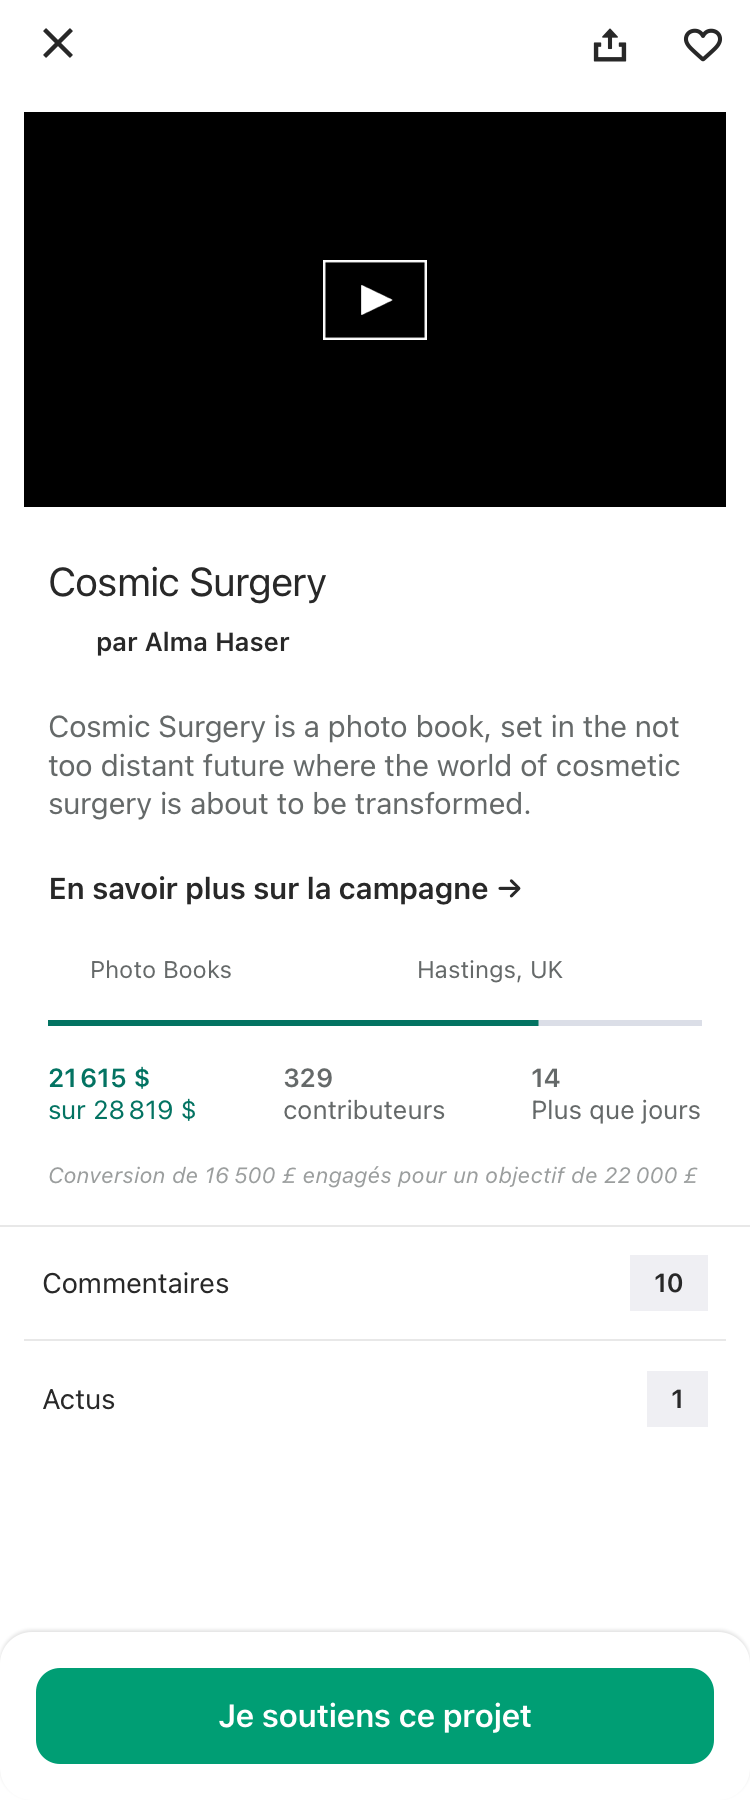 Cosmic Surgery
par Alma Haser
Cosmic Surgery is a photo book, set in the not
too distant future where the world of cosmetic
surgery is about to be transformed.
En savoir plus sur la campagne →
Photo Books
Hastings, UK
21 615 $
sur 28 819 $
329
contributeurs
14
Plus que jours
Conversion de 16 500 £ engagés pour un objectif de 22 000 £
Commentaires
10
Actus
1
Je soutiens ce projet